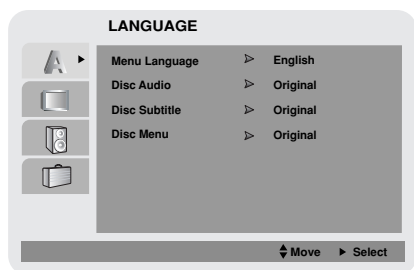 LANGUAGE
A
Menu Language English
Disc Audio Original
Disc Subtitle Original
Disc Menu Original
Move Select